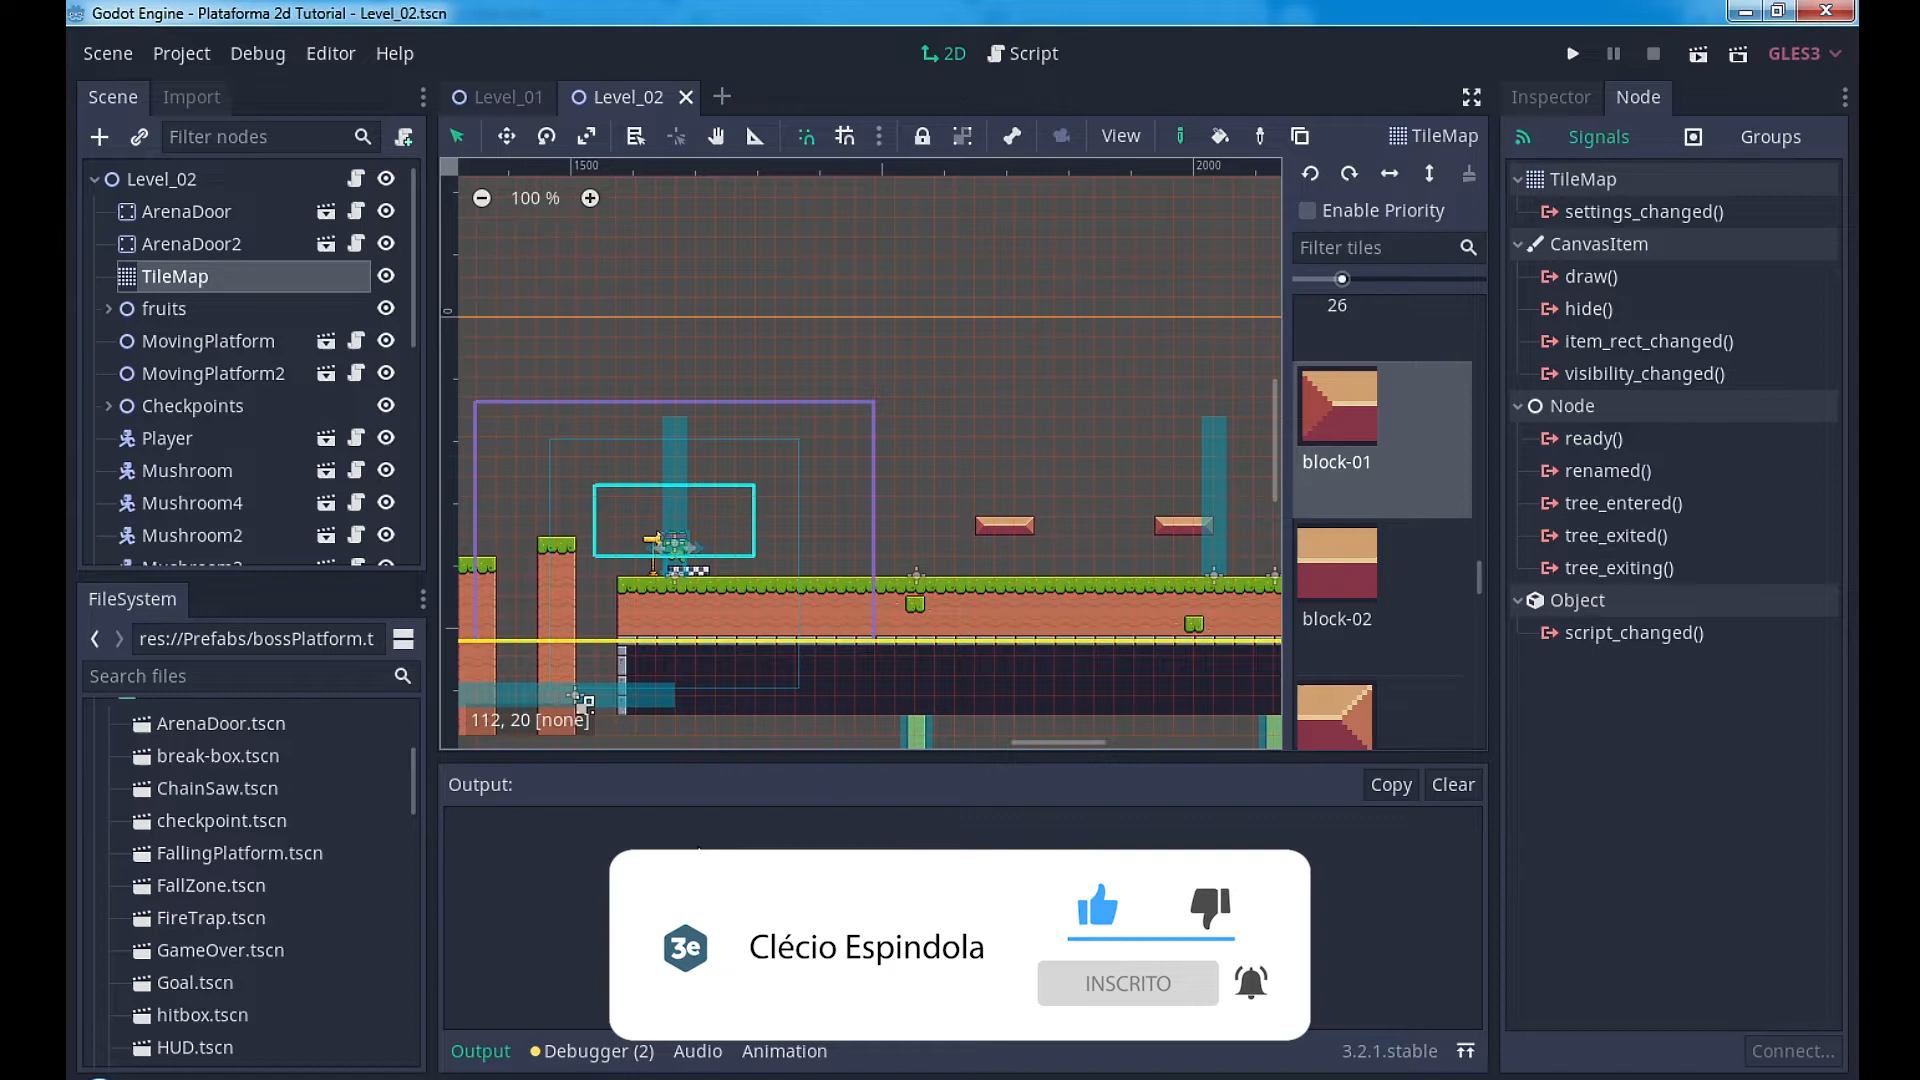 Godot Engine - Plataforma 2d Tutorial - Level_02.tscn
Scene Project Debug Editor Help
2D Script
GLES3
Scene Import
Level_01 Level_02
Inspector Node
Filter nodes
View
TileMap
Signals Groups
Level_02
ArenaDoor
ArenaDoor2
TileMap
fruits
MovingPlatform
MovingPlatform2
Checkpoints
Player
Mushroom
Mushroom4
Mushroom2
1500
2000
0
100 %
112, 20 [none]
Enable Priority
Filter tiles
26
block-01
block-02
TileMap
settings_changed()
CanvasItem
draw()
hide()
item_rect_changed()
visibility_changed()
Node
ready()
renamed()
tree_entered()
tree_exited()
tree_exiting()
Object
script_changed()
FileSystem
res://Prefabs/bossPlatform.t
Search files
ArenaDoor.tscn
break-box.tscn
ChainSaw.tscn
checkpoint.tscn
FallingPlatform.tscn
FallZone.tscn
FireTrap.tscn
GameOver.tscn
Goal.tscn
hitbox.tscn
HUD.tscn
Output:
Copy Clear
3e
Clécio Espindola
INSCRITO
Output Debugger (2) Audio Animation
3.2.1.stable
Connect...